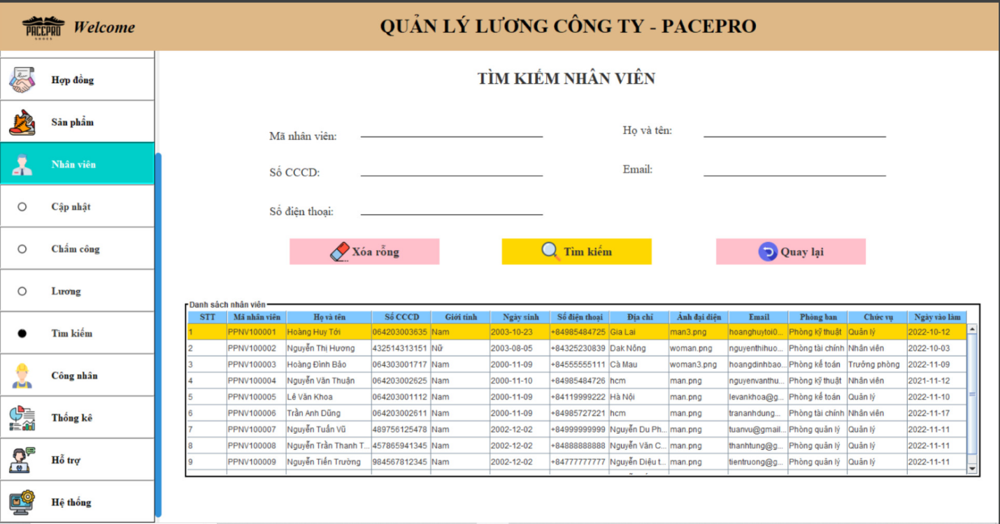 PACEPRO
SHOES
Welcome
QUẢN LÝ LƯƠNG CÔNG TY - PACEPRO
Hợp đồng
Sản phẩm
Nhân viên
Cập nhật
Chấm công
Lương
Tìm kiếm
Công nhân
Thống kê
Hỗ trợ
Hệ thống
TÌM KIẾM NHÂN VIÊN
Mã nhân viên:
Họ và tên:
Số CCCD:
Email:
Số điện thoại:
Xóa rỗng
Tìm kiếm
Quay lại
Danh sách nhân viên
STT Mã nhân viên Họ và tên Số CCCD Giới tính Ngày sinh Số điện thoại Địa chỉ Ảnh đại diện Email Phòng ban Chức vụ Ngày vào làm
1 PPNV100001 Hoàng Huy Tới 064203003635 Nam 2003-10-23 +84985484725 Gia Lai man3.png hoanghuytoi0... Phòng kỹ thuật Quản lý 2022-10-12
2 PPNV100002 Nguyễn Thị Hương 432514313151 Nữ 2003-08-05 +84325230839 Dak Nông woman.png nguyenthihuo... Phòng tài chính Nhân viên 2022-10-03
3 PPNV100003 Hoàng Đình Bảo 064303001717 Nam 2000-11-09 +84555555111 Cà Mau woman3.png hoangdinhbao... Phòng kế toán Trưởng phòng 2022-11-09
4 PPNV100004 Nguyễn Văn Thuận 064203002625 Nam 2000-11-10 +84985484726 hcm man.png nguyenvanthu... Phòng kỹ thuật Nhân viên 2021-11-12
5 PPNV100005 Lê Văn Khoa 064203001112 Nam 2000-11-09 +84119999222 Hà Nội man.png levankhoa@g... Phòng kế toán Quản lý 2022-11-10
6 PPNV100006 Trần Anh Dũng 064203002611 Nam 2000-11-09 +84985727221 hcm man.png trananhdung... Phòng tài chính Nhân viên 2022-11-17
7 PPNV100007 Nguyễn Tuấn Vũ 489756125478 Nam 2002-12-02 +84999999999 Nguyễn Du Ph... man.png tuanvu@gmail... Phòng quản lý Quản lý 2022-11-11
8 PPNV100008 Nguyễn Trần Thanh T... 457865941345 Nam 2002-12-02 +84888888888 Nguyễn Văn C... man.png thanhtung@g... Phòng quản lý Quản lý 2022-11-11
9 PPNV100009 Nguyễn Tiến Trường 984567812345 Nam 2002-12-02 +84777777777 Nguyễn Diệu t... man.png tientruong@g... Phòng quản lý Quản lý 2022-11-11